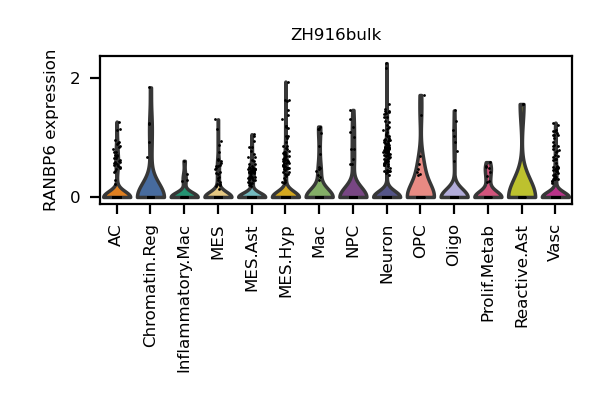 ZH916bulk
RANBP6 expression
2
0
AC
Chromatin.Reg
Inflammatory.Mac
MES
MES.Ast
MES.Hyp
Mac
NPC
Neuron
OPC
Oligo
Prolif.Metab
Reactive.Ast
Vasc